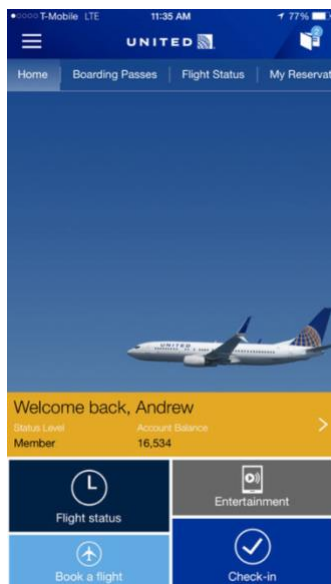 T-Mobile LTE 11:35 AM 77%
UNITED
2
Home Boarding Passes Flight Status My Reservat
UNITED
Welcome back, Andrew
Status Level Account Balance
Member 16,534
Flight status
Entertainment
Book a flight
Check-in